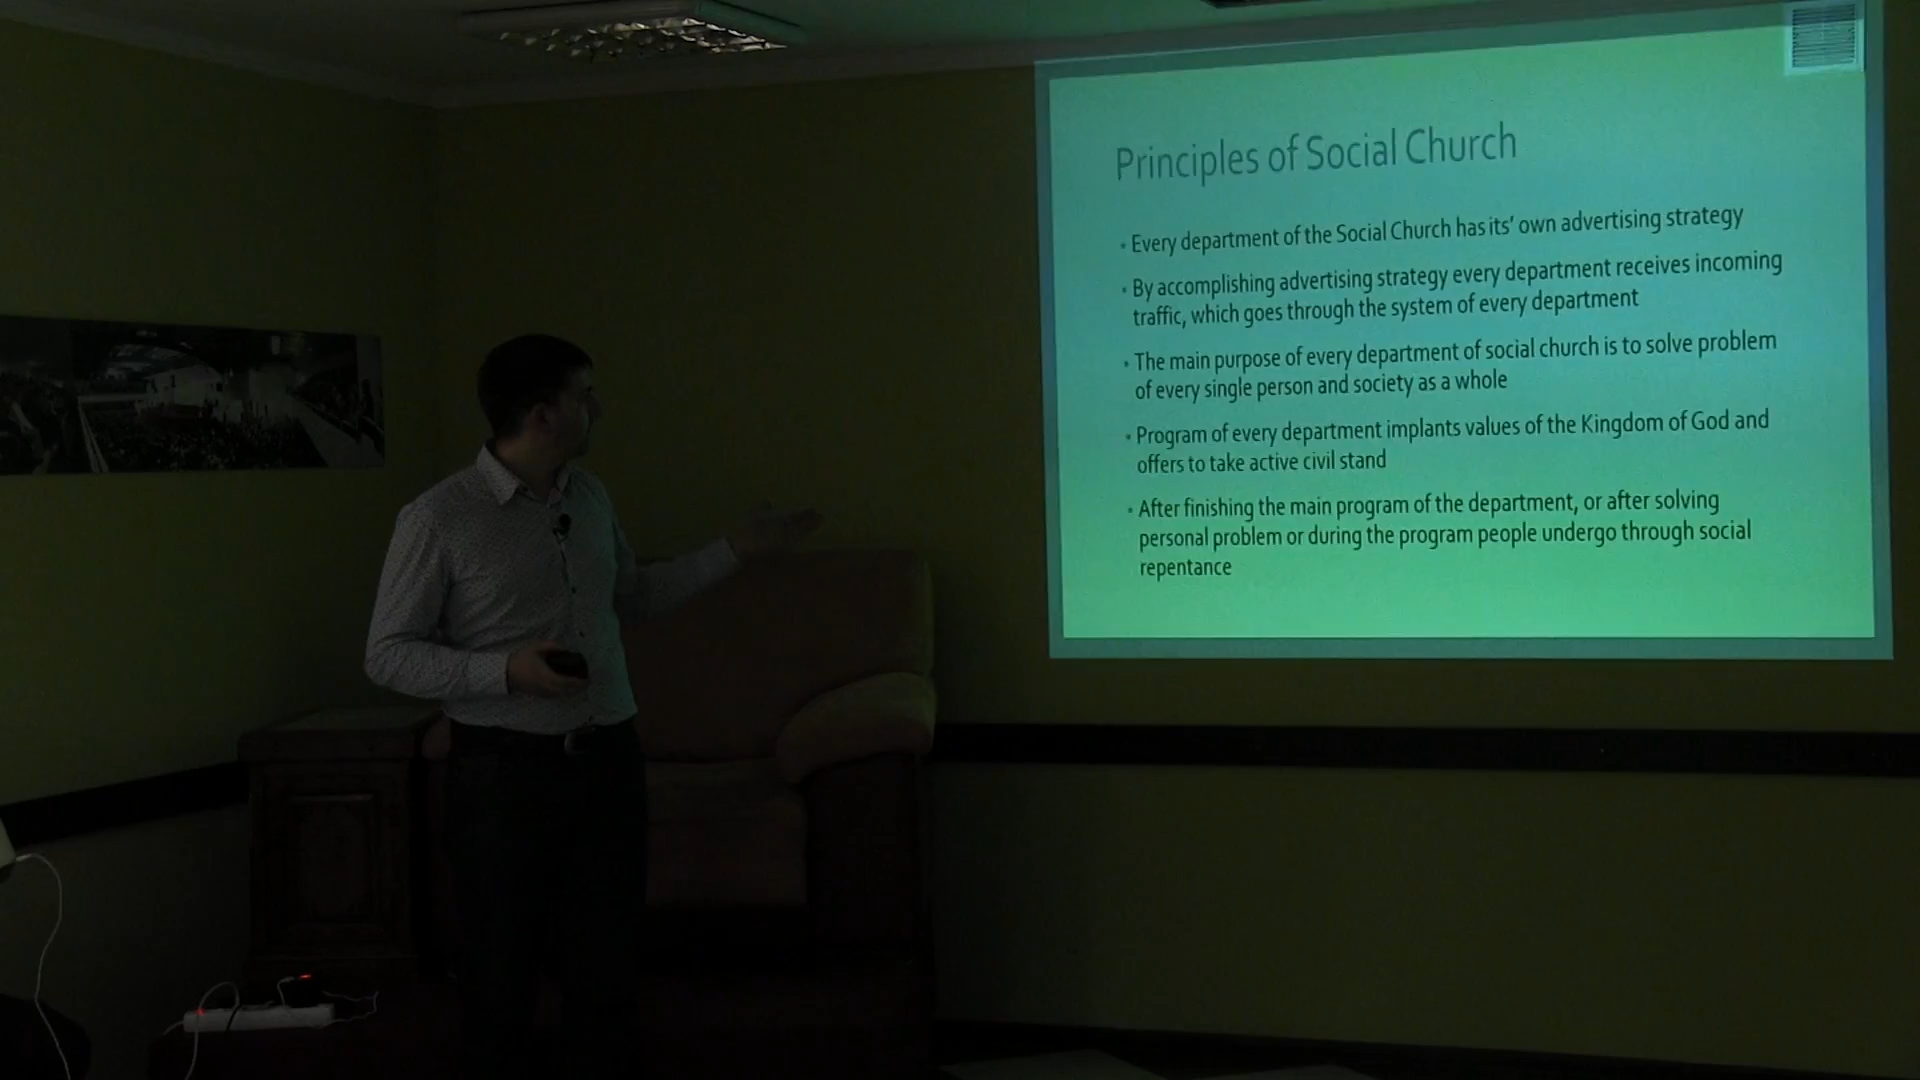 Principles of Social Church
• Every department of the Social Church has its' own advertising strategy
• By accomplishing advertising strategy every department receives incoming
traffic, which goes through the system of every department
• The main purpose of every department of social church is to solve problem
of every single person and society as a whole
• Program of every department implants values of the Kingdom of God and
offers to take active civil stand
• After finishing the main program of the department, or after solving
personal problem or during the program people undergo through social
repentance